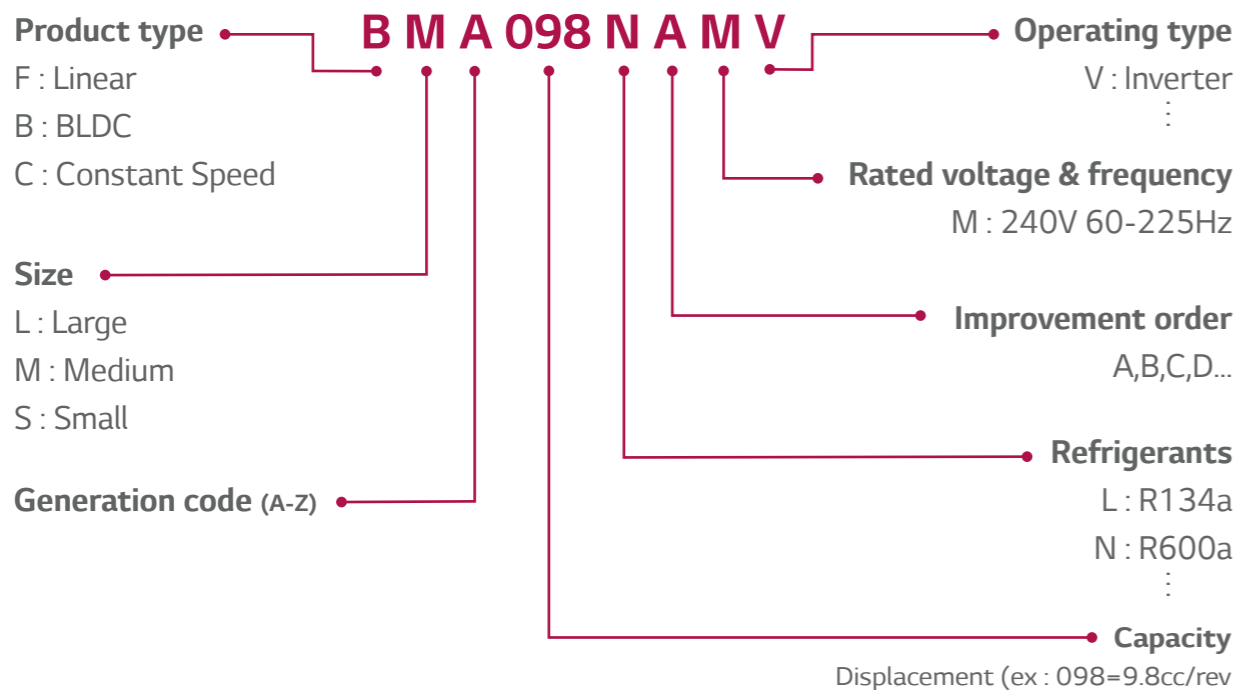 B M A 098 N A M V
Product type
F : Linear
B : BLDC
C : Constant Speed
Size
L : Large
M : Medium
S : Small
Generation code (A-Z)
Operating type
V : Inverter
⋮
Rated voltage & frequency
M : 240V 60-225Hz
Improvement order
A,B,C,D...
Refrigerants
L : R134a
N : R600a
⋮
Capacity
Displacement (ex : 098=9.8cc/rev